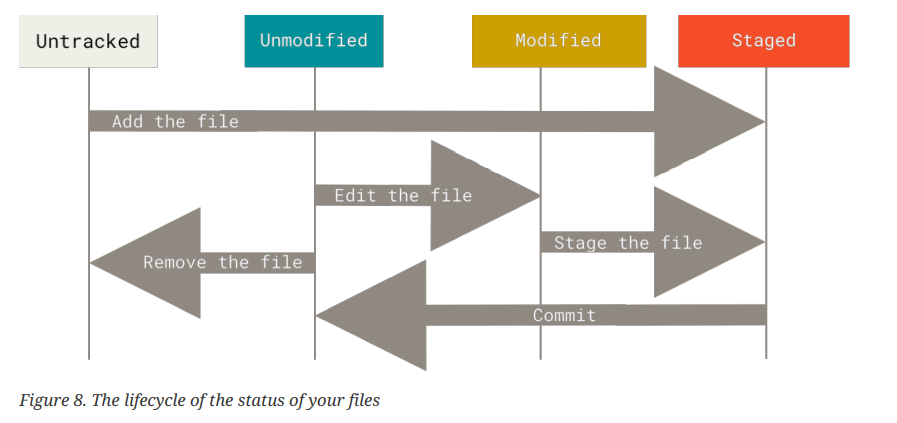 Untracked
Unmodified
Modified
Staged
Add the file
Edit the file
Stage the file
Remove the file
Commit
Figure 8. The lifecycle of the status of your files